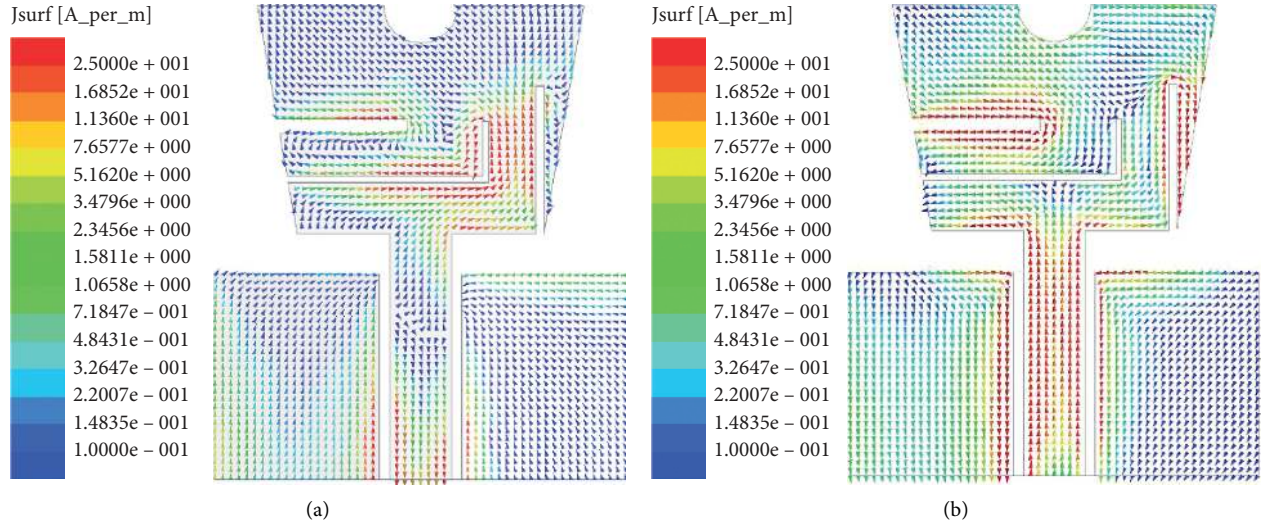 Jsurf [A_per_m]
2.5000e + 001
1.6852e + 001
1.1360e + 001
7.6577e + 000
5.1620e + 000
3.4796e + 000
2.3456e + 000
1.5811e + 000
1.0658e + 000
7.1847e – 001
4.8431e – 001
3.2647e – 001
2.2007e – 001
1.4835e – 001
1.0000e – 001
(a)
Jsurf [A_per_m]
2.5000e + 001
1.6852e + 001
1.1360e + 001
7.6577e + 000
5.1620e + 000
3.4796e + 000
2.3456e + 000
1.5811e + 000
1.0658e + 000
7.1847e – 001
4.8431e – 001
3.2647e – 001
2.2007e – 001
1.4835e – 001
1.0000e – 001
(b)